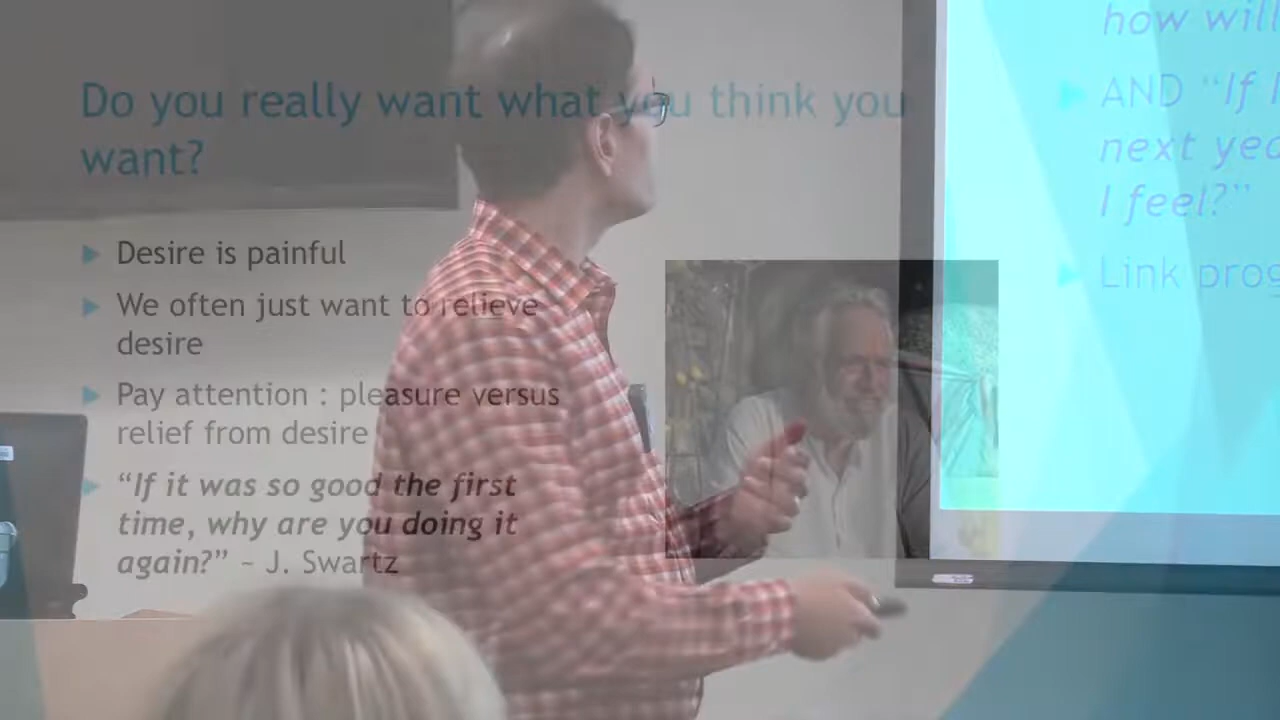 Do you really want what you think you
want?
Desire is painful
We often just want to relieve
desire
Pay attention : pleasure versus
relief from desire
“If it was so good the first
time, why are you doing it
again?” ~ J. Swartz
how will
AND “If I
next yea
I feel?”
Link prog